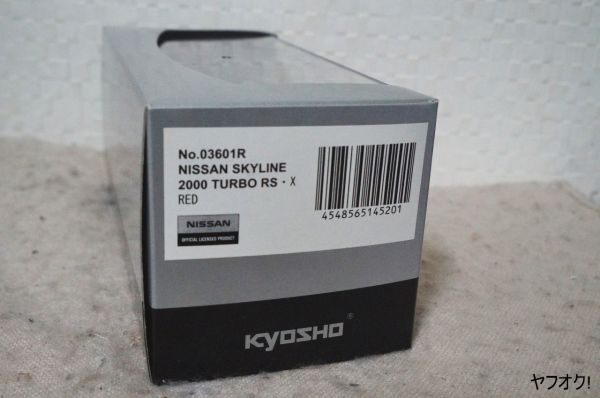 No.03601R
NISSAN SKYLINE
2000 TURBO RS・X
RED
NISSAN
OFFICIAL LICENSED PRODUCT
4548565145201
KYOSHO®
ヤフオク!